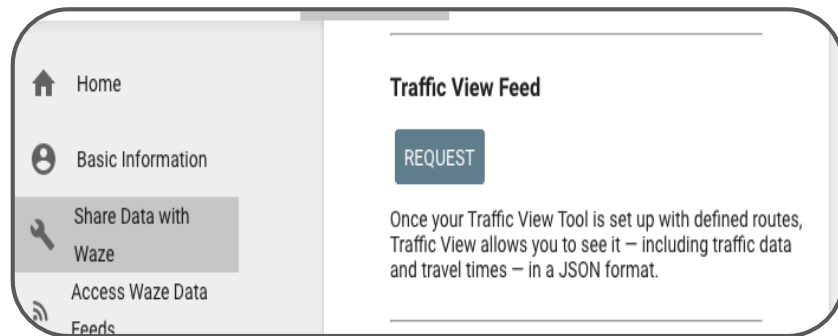 Home
Basic Information
Share Data with
Waze
Access Waze Data
Feeds
Traffic View Feed
REQUEST
Once your Traffic View Tool is set up with defined routes,
Traffic View allows you to see it — including traffic data
and travel times — in a JSON format.